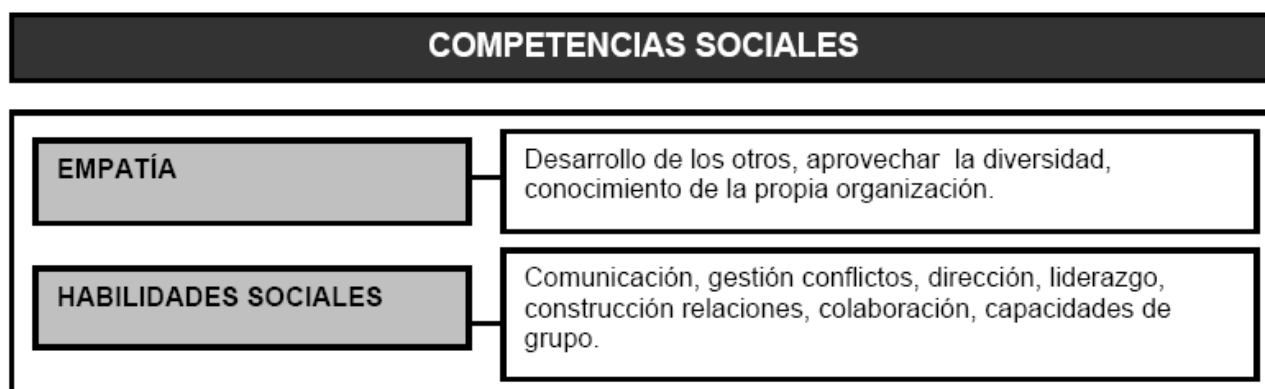 COMPETENCIAS SOCIALES
EMPATÍA
Desarrollo de los otros, aprovechar la diversidad,
conocimiento de la propia organización.
HABILIDADES SOCIALES
Comunicación, gestión conflictos, dirección, liderazgo,
construcción relaciones, colaboración, capacidades de
grupo.